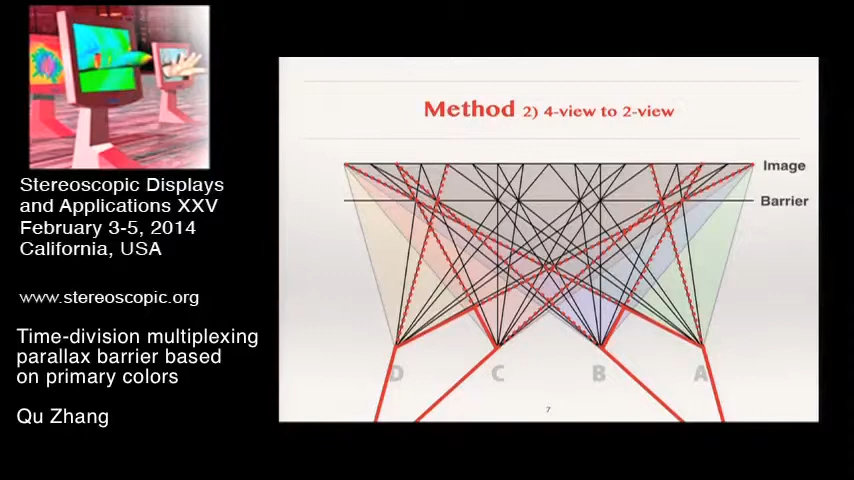 Stereoscopic Displays
and Applications XXV
February 3-5, 2014
California, USA
www.stereoscopic.org
Time-division multiplexing
parallax barrier based
on primary colors
Qu Zhang
Method 2) 4-view to 2-view
Image
Barrier
D C B A
7